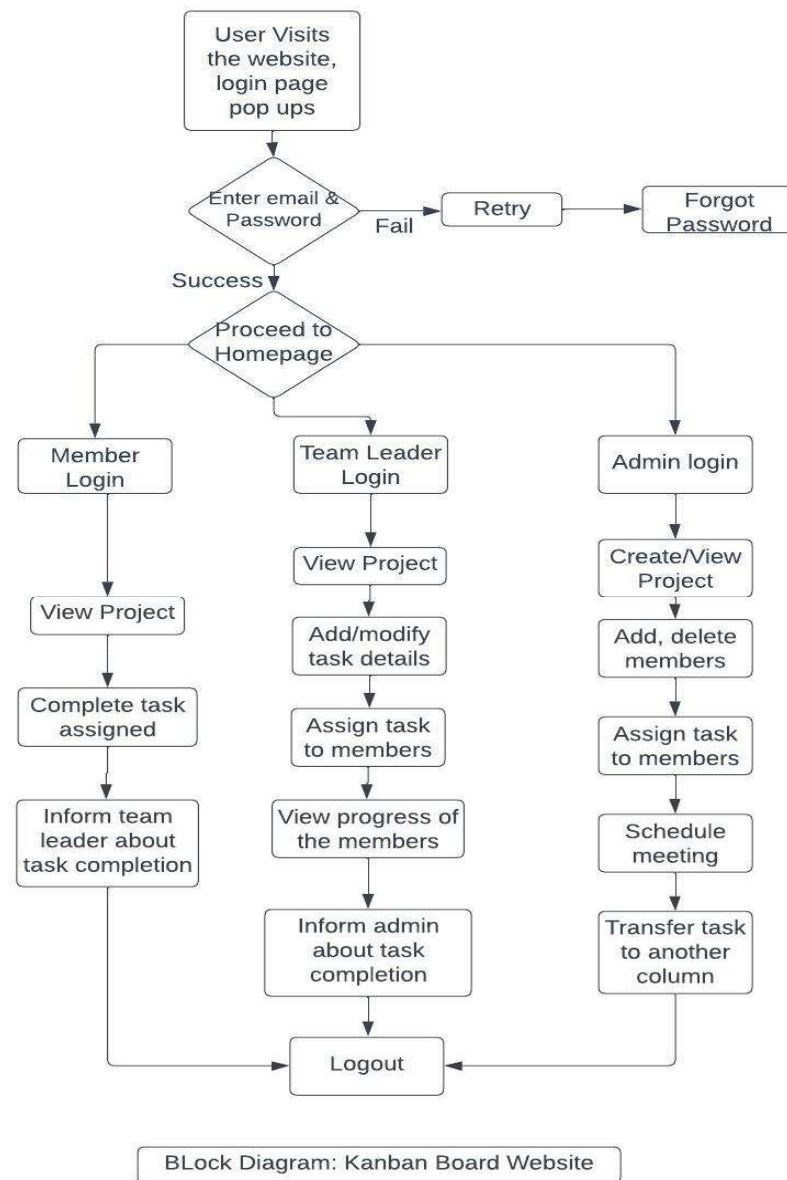 User Visits
the website,
login page
pop ups
Enter email &
Password
Fail
Retry
Forgot
Password
Success
Proceed to
Homepage
Member
Login
View Project
Complete task
assigned
Inform team
leader about
task completion
Team Leader
Login
View Project
Add/modify
task details
Assign task
to members
View progress of
the members
Inform admin
about task
completion
Admin login
Create/View
Project
Add, delete
members
Assign task
to members
Schedule
meeting
Transfer task
to another
column
Logout
BLock Diagram: Kanban Board Website